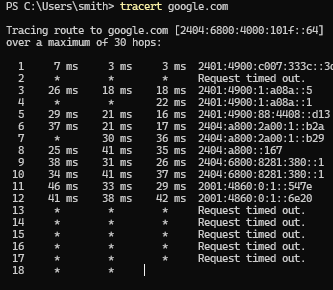 PS C:\Users\smith> tracert google.com
Tracing route to google.com [2404:6800:4000:101f::64]
over a maximum of 30 hops:
1 7 ms 3 ms 3 ms 2401:4900:c007:333c::3c
2 * * * Request timed out.
3 26 ms 18 ms 18 ms 2401:4900:1:a08a::5
4 * * 22 ms 2401:4900:1:a08a::1
5 29 ms 21 ms 16 ms 2401:4900:88:4408::d13
6 37 ms 21 ms 17 ms 2404:a800:2a00:1::b2a
7 * 30 ms 36 ms 2404:a800:2a00:1::b29
8 25 ms 41 ms 35 ms 2404:a800::167
9 38 ms 31 ms 26 ms 2404:6800:8281:380::1
10 34 ms 41 ms 37 ms 2404:6800:8281:380::1
11 46 ms 33 ms 29 ms 2001:4860:0:1::547e
12 41 ms 38 ms 42 ms 2001:4860:0:1::6e20
13 * * * Request timed out.
14 * * * Request timed out.
15 * * * Request timed out.
16 * * * Request timed out.
17 * * * Request timed out.
18 * *